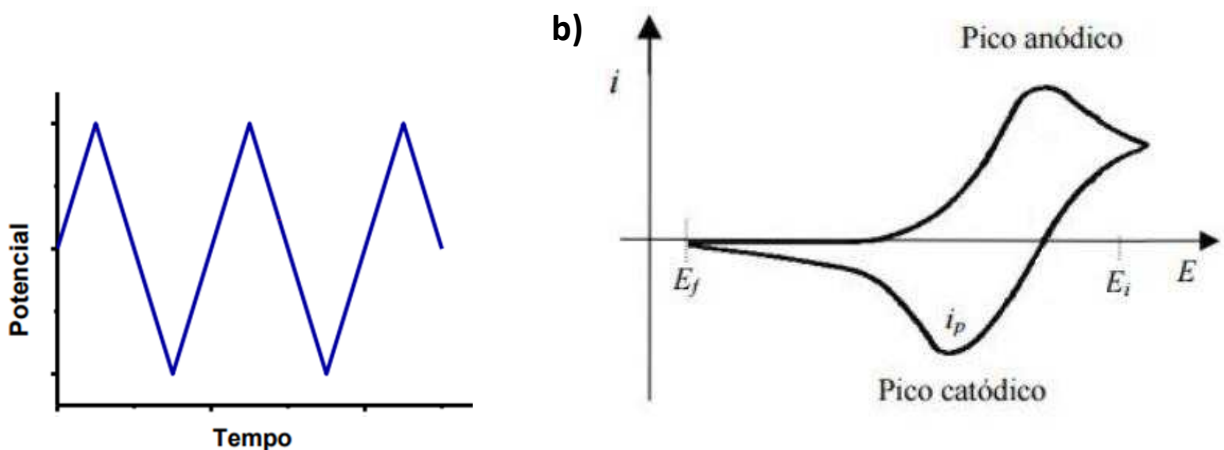 Potencial
Tempo
b)
Pico anódico
i
E_f
E_i
E
i_p
Pico catódico